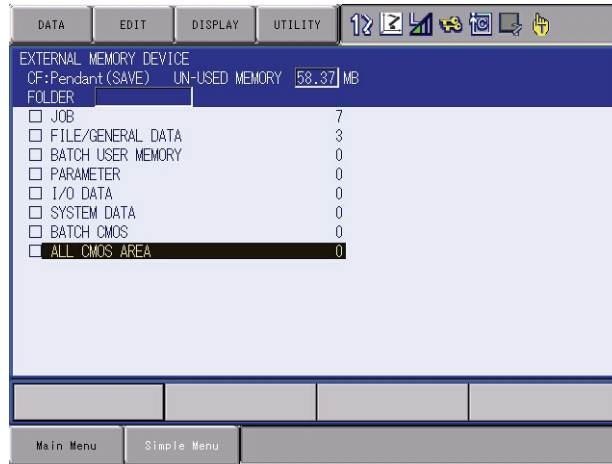 DATA EDIT DISPLAY UTILITY
EXTERNAL MEMORY DEVICE
CF:Pendant(SAVE) UN-USED MEMORY 58.37 MB
FOLDER
JOB 7
FILE/GENERAL DATA 3
BATCH USER MEMORY 0
PARAMETER 0
I/O DATA 0
SYSTEM DATA 0
BATCH CMOS 0
ALL CMOS AREA 0
Main Menu Simple Menu